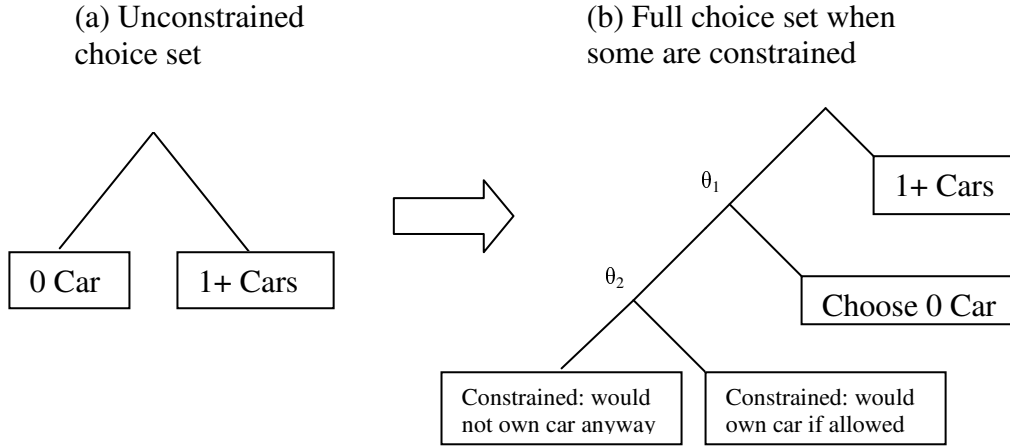 (a) Unconstrained
choice set
(b) Full choice set when
some are constrained
0 Car
1+ Cars
θ1
1+ Cars
θ2
Choose 0 Car
Constrained: would
not own car anyway
Constrained: would
own car if allowed